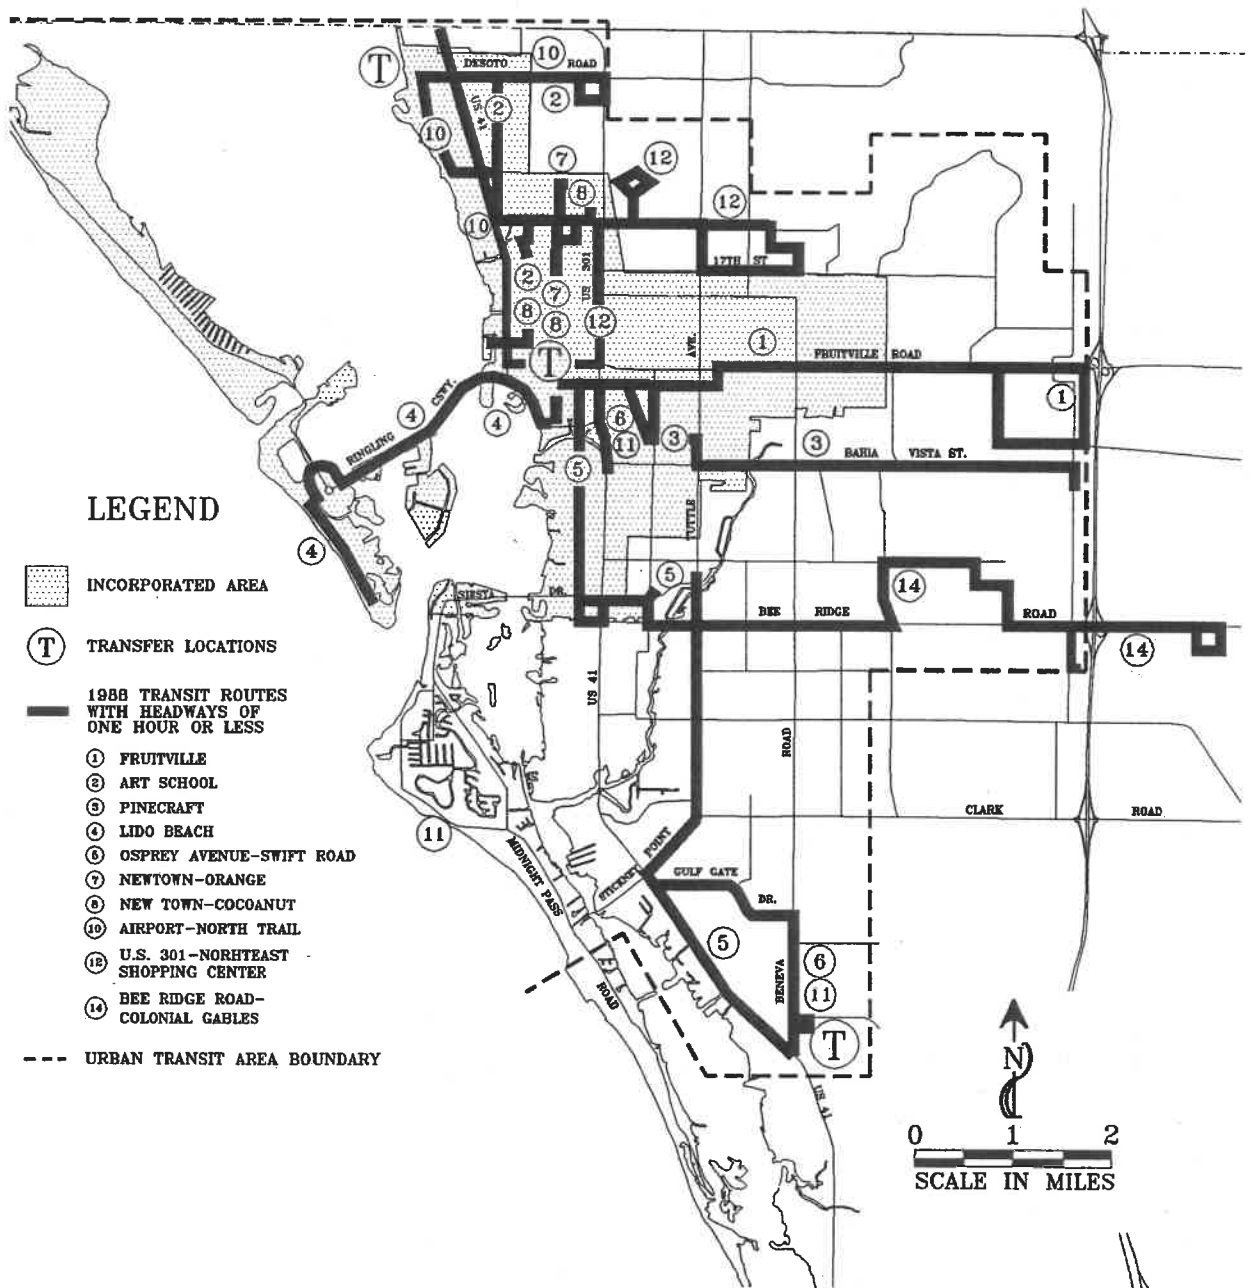 10
T
DESOTO ROAD
2
2
US 41
10
7
12
8
12
10
17TH ST
2
US 301
7
8
8
12
1
AVE.
T
FRUITVILLE ROAD
CSWY.
1
4
4
6
3
3
RINGLING
11
BAHIA VISTA ST.
5
LEGEND
TUTTLE
4
INCORPORATED AREA
5
14
SIESTA DR.
BEE RIDGE ROAD
T TRANSFER LOCATIONS
14
US 41
1988 TRANSIT ROUTES
WITH HEADWAYS OF
ONE HOUR OR LESS
ROAD
1 FRUITVILLE
2 ART SCHOOL
3 PINECRAFT
CLARK ROAD
4 LIDO BEACH
11
POINT
5 OSPREY AVENUE-SWIFT ROAD
MIDNIGHT PASS
STICKNEY
GULF GATE
7 NEWTOWN-ORANGE
DR.
8 NEW TOWN-COCOANUT
10 AIRPORT-NORTH TRAIL
5
12 U.S. 301-NORHTEAST
SHOPPING CENTER
6
BENEVA
ROAD
11
14 BEE RIDGE ROAD-
COLONIAL GABLES
T
N
URBAN TRANSIT AREA BOUNDARY
US 41
0 1 2
SCALE IN MILES